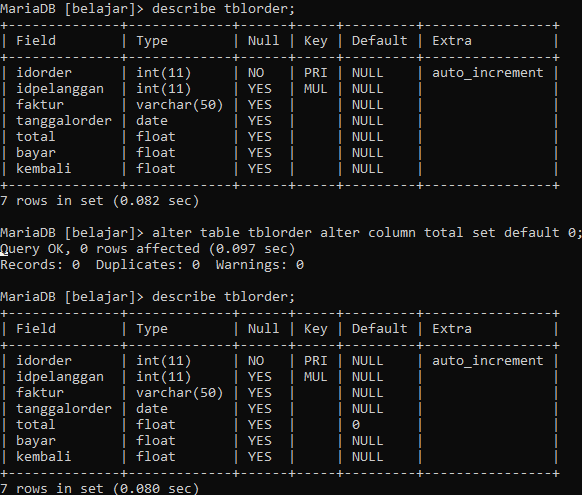 MariaDB [belajar]> describe tblorder;
+--------------+-------------+------+-----+---------+----------------+
| Field        | Type        | Null | Key | Default | Extra          |
+--------------+-------------+------+-----+---------+----------------+
| idorder      | int(11)     | NO   | PRI | NULL    | auto_increment |
| idpelanggan  | int(11)     | YES  | MUL | NULL    |                |
| faktur       | varchar(50) | YES  |     | NULL    |                |
| tanggalorder | date        | YES  |     | NULL    |                |
| total        | float       | YES  |     | NULL    |                |
| bayar        | float       | YES  |     | NULL    |                |
| kembali      | float       | YES  |     | NULL    |                |
+--------------+-------------+------+-----+---------+----------------+
7 rows in set (0.082 sec)
MariaDB [belajar]> alter table tblorder alter column total set default 0;
Query OK, 0 rows affected (0.097 sec)
Records: 0  Duplicates: 0  Warnings: 0
MariaDB [belajar]> describe tblorder;
+--------------+-------------+------+-----+---------+----------------+
| Field        | Type        | Null | Key | Default | Extra          |
+--------------+-------------+------+-----+---------+----------------+
| idorder      | int(11)     | NO   | PRI | NULL    | auto_increment |
| idpelanggan  | int(11)     | YES  | MUL | NULL    |                |
| faktur       | varchar(50) | YES  |     | NULL    |                |
| tanggalorder | date        | YES  |     | NULL    |                |
| total        | float       | YES  |     | 0       |                |
| bayar        | float       | YES  |     | NULL    |                |
| kembali      | float       | YES  |     | NULL    |                |
+--------------+-------------+------+-----+---------+----------------+
7 rows in set (0.080 sec)